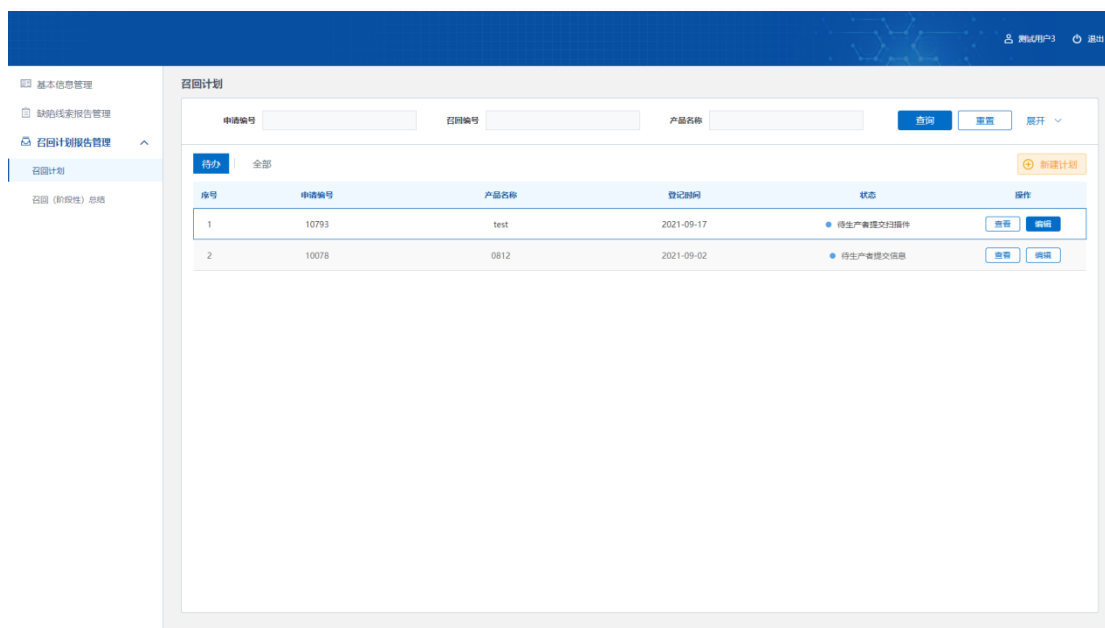 测试用户3 退出
基本信息管理
缺陷线索报告管理
召回计划报告管理
召回计划
召回（阶段性）总结
召回计划
申请编号 召回编号 产品名称 查询 重置 展开
待办 全部 新建计划
序号 申请编号 产品名称 登记时间 状态 操作
1 10793 test 2021-09-17 待生产者提交扫描件 查看 编辑
2 10078 0812 2021-09-02 待生产者提交信息 查看 编辑